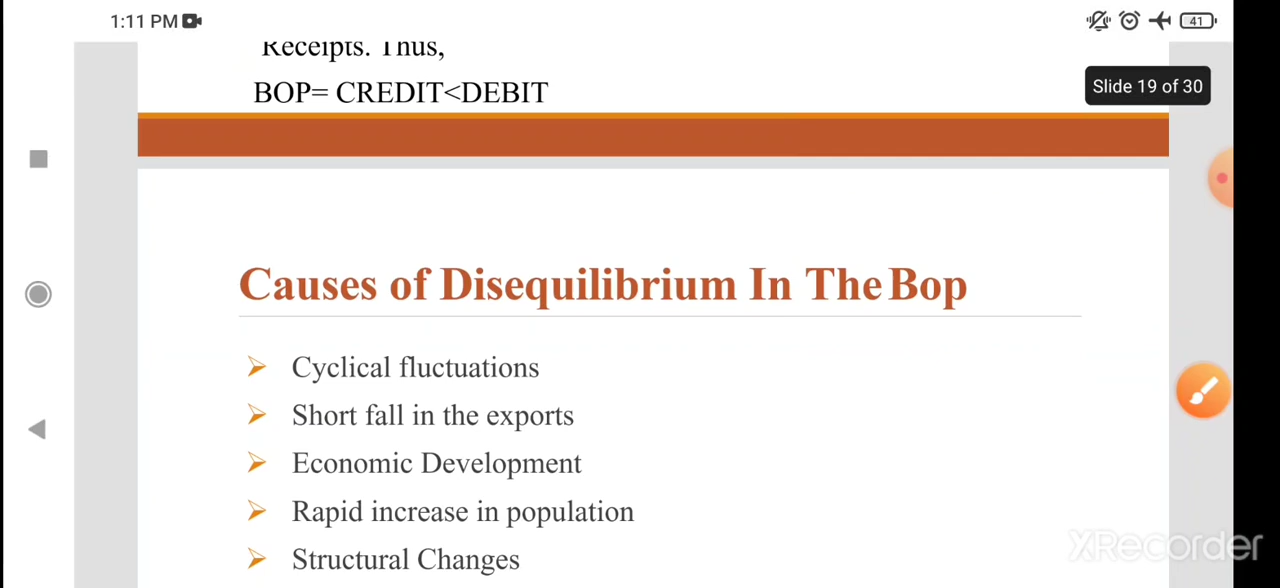 1:11 PM
41
Receipts. Thus,
BOP= CREDIT<DEBIT
Slide 19 of 30
Causes of Disequilibrium In The Bop
Cyclical fluctuations
Short fall in the exports
Economic Development
Rapid increase in population
Structural Changes
XRecorder